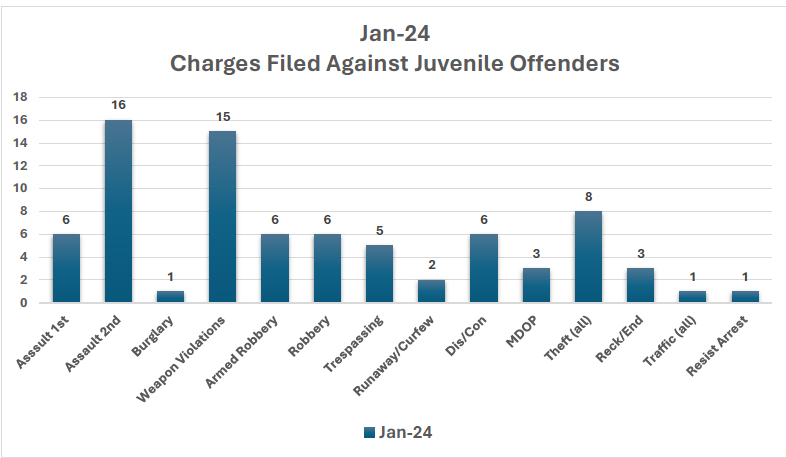 Jan-24
Charges Filed Against Juvenile Offenders
18
16
14
12
10
8
6
4
2
0
6
16
1
15
6
6
5
2
6
3
8
3
1
1
Asssult 1st
Assault 2nd
Burglary
Weapon Violations
Armed Robbery
Robbery
Trespassing
Runaway/Curfew
Dis/Con
MDOP
Theft (all)
Reck/End
Traffic (all)
Resist Arrest
Jan-24